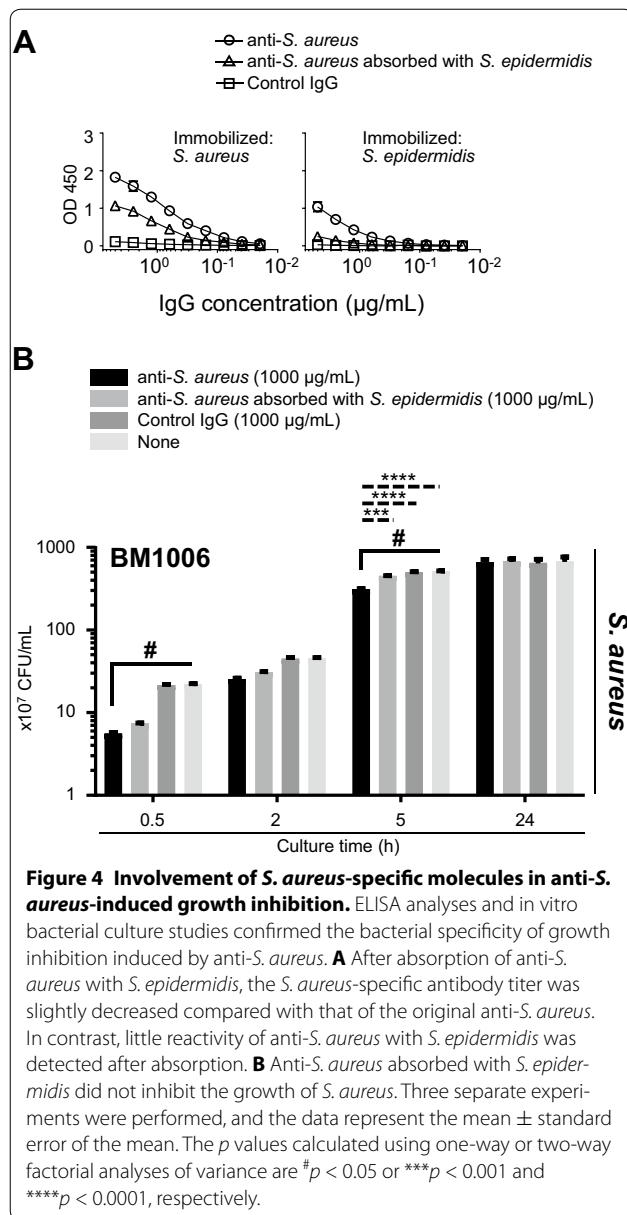 A
anti-S. aureus
anti-S. aureus absorbed with S. epidermidis
Control IgG
Immobilized:
S. aureus
Immobilized:
S. epidermidis
OD 450
3
2
1
0
10⁰ 10⁻¹ 10⁻² 10⁰ 10⁻¹ 10⁻²
IgG concentration (µg/mL)
B
anti-S. aureus (1000 µg/mL)
anti-S. aureus absorbed with S. epidermidis (1000 µg/mL)
Control IgG (1000 µg/mL)
None
****
****
***
#
#
BM1006
x10⁷ CFU/mL
1000
100
10
1
0.5 2 5 24
Culture time (h)
S. aureus
Figure 4 Involvement of S. aureus-specific molecules in anti-S.
aureus-induced growth inhibition. ELISA analyses and in vitro
bacterial culture studies confirmed the bacterial specificity of growth
inhibition induced by anti-S. aureus. A After absorption of anti-S.
aureus with S. epidermidis, the S. aureus-specific antibody titer was
slightly decreased compared with that of the original anti-S. aureus.
In contrast, little reactivity of anti-S. aureus with S. epidermidis was
detected after absorption. B Anti-S. aureus absorbed with S. epider-
midis did not inhibit the growth of S. aureus. Three separate experi-
ments were performed, and the data represent the mean ± standard
error of the mean. The p values calculated using one-way or two-way
factorial analyses of variance are #p < 0.05 or ***p < 0.001 and
****p < 0.0001, respectively.